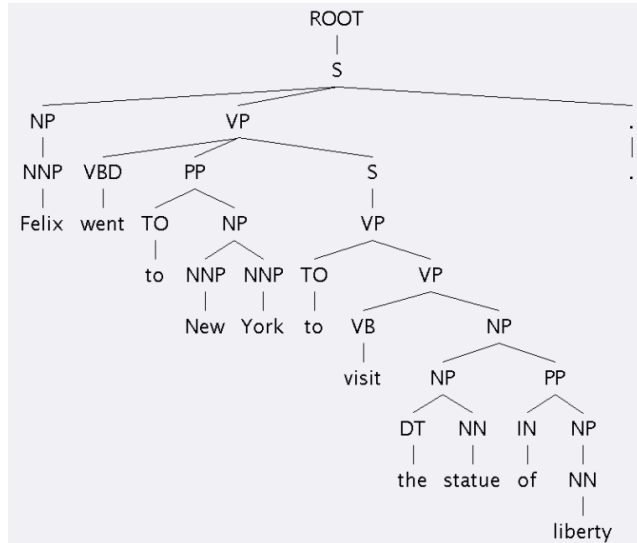 ROOT
S
NP VP .
NNP VBD PP S .
Felix went TO NP VP
to NNP NNP TO VP
New York to VB NP
visit NP PP
DT NN IN NP
the statue of NN
liberty